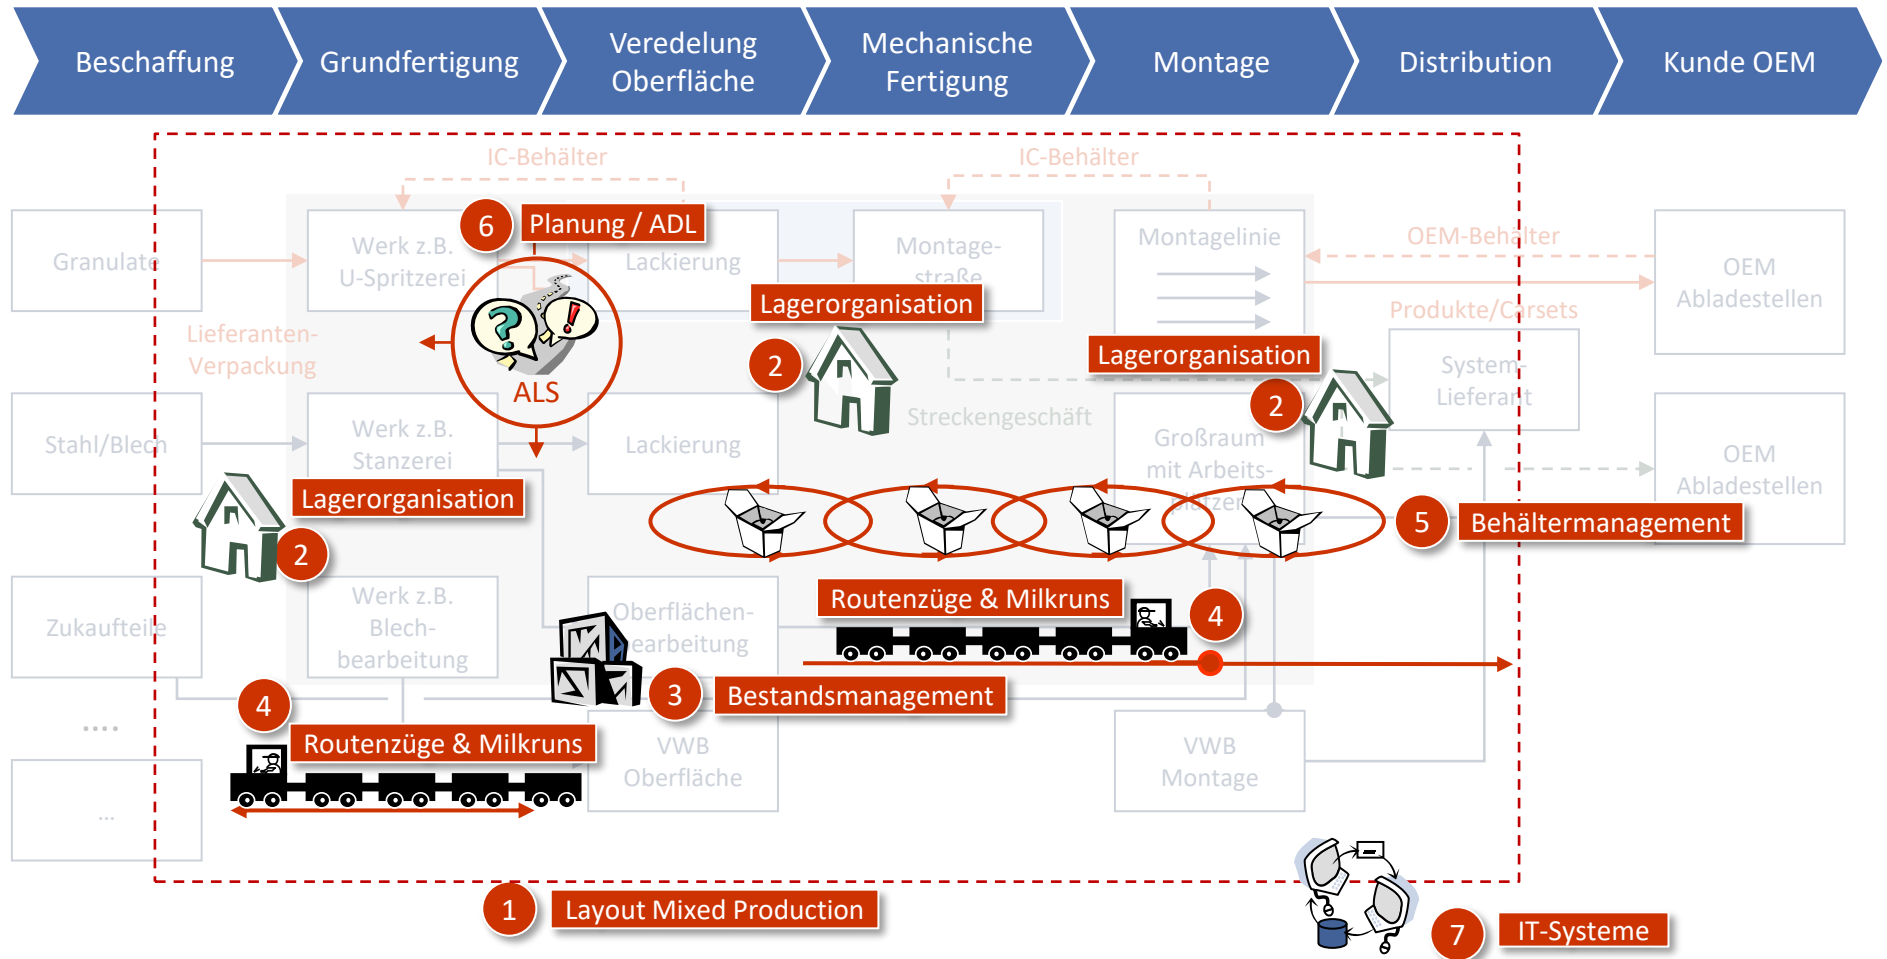 Beschaffung
Grundfertigung
Veredelung
Oberfläche
Mechanische
Fertigung
Montage
Distribution
Kunde OEM
IC-Behälter
IC-Behälter
6
Planung / ADL
Granulate
Werk z.B.
U-Spritzerei
Lackierung
Montage-
straße
Montagelinie
OEM-Behälter
OEM
Abladestellen
Lagerorganisation
2
Produkte/Carsets
Lieferanten-
Verpackung
ALS
Lagerorganisation
2
System-
Lieferant
Streckengeschäft
Stahl/Blech
Werk z.B.
Stanzerei
Lackierung
Großraum
mit Arbeits-
plätzen
OEM
Abladestellen
Lagerorganisation
2
5
Behältermanagement
Zukaufteile
Werk z.B.
Blech-
bearbeitung
Oberflächen-
bearbeitung
Routenzüge & Milkruns
4
3
Bestandsmanagement
4
Routenzüge & Milkruns
....
VWB
Oberfläche
VWB
Montage
...
1
Layout Mixed Production
7
IT-Systeme